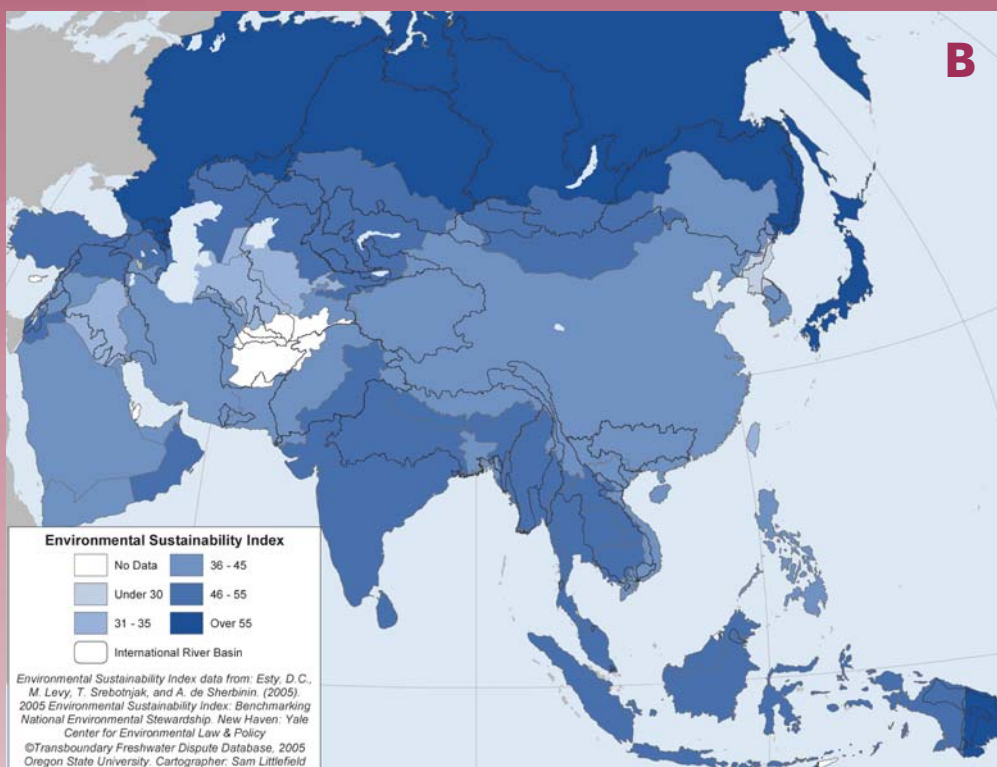 B
Environmental Sustainability Index
No Data
36 - 45
Under 30
46 - 55
31 - 35
Over 55
International River Basin
Environmental Sustainability Index data from: Esty, D.C.,
M. Levy, T. Srebotnjak, and A. de Sherbinin. (2005).
2005 Environmental Sustainability Index: Benchmarking
National Environmental Stewardship. New Haven: Yale
Center for Environmental Law & Policy
©Transboundary Freshwater Dispute Database, 2005
Oregon State University. Cartographer: Sam Littlefield